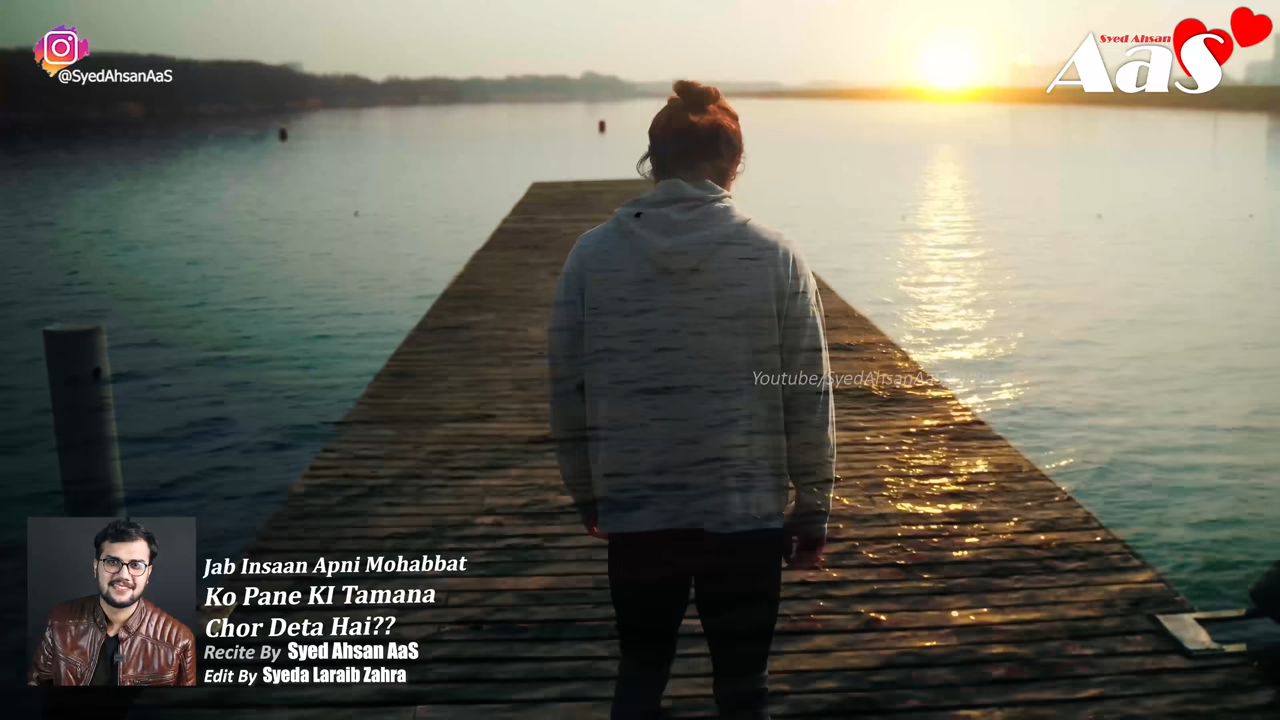 @SyedAhsanAaS
Syed Ahsan
AaS
Youtube/SyedAhsanAaS
Jab Insaan Apni Mohabbat
Ko Pane KI Tamana
Chor Deta Hai??
Recite By Syed Ahsan AaS
Edit By Syeda Laraib Zahra